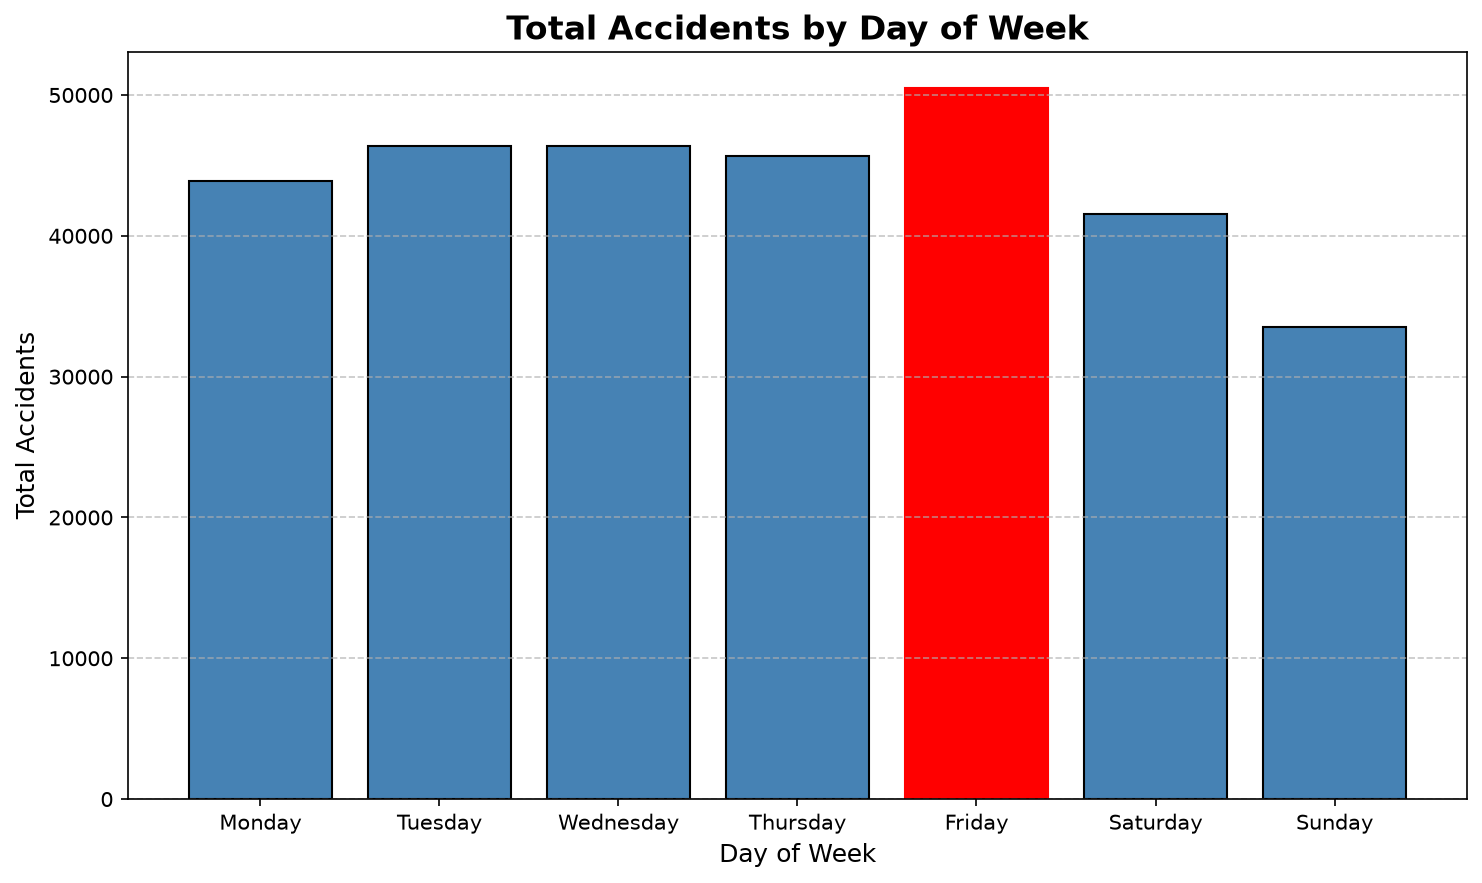 Total Accidents by Day of Week
Total Accidents
50000
40000
30000
20000
10000
0
Monday Tuesday Wednesday Thursday Friday Saturday Sunday
Day of Week